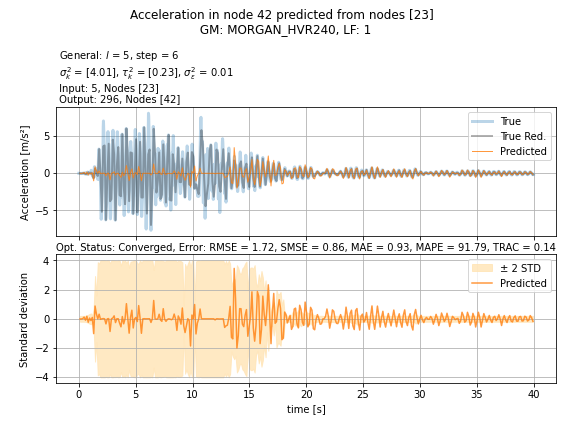 Acceleration in node 42 predicted from nodes [23]
GM: MORGAN_HVR240, LF: 1
General: l = 5, step = 6
σ²ₖ = [4.01], τ²ₖ = [0.23], σ²ε = 0.01
Input: 5, Nodes [23]
Output: 296, Nodes [42]
Acceleration [m/s²]
5
0
−5
True
True Red.
Predicted
Opt. Status: Converged, Error: RMSE = 1.72, SMSE = 0.86, MAE = 0.93, MAPE = 91.79, TRAC = 0.14
Standard deviation
4
2
0
−2
−4
± 2 STD
Predicted
0 5 10 15 20 25 30 35 40
time [s]